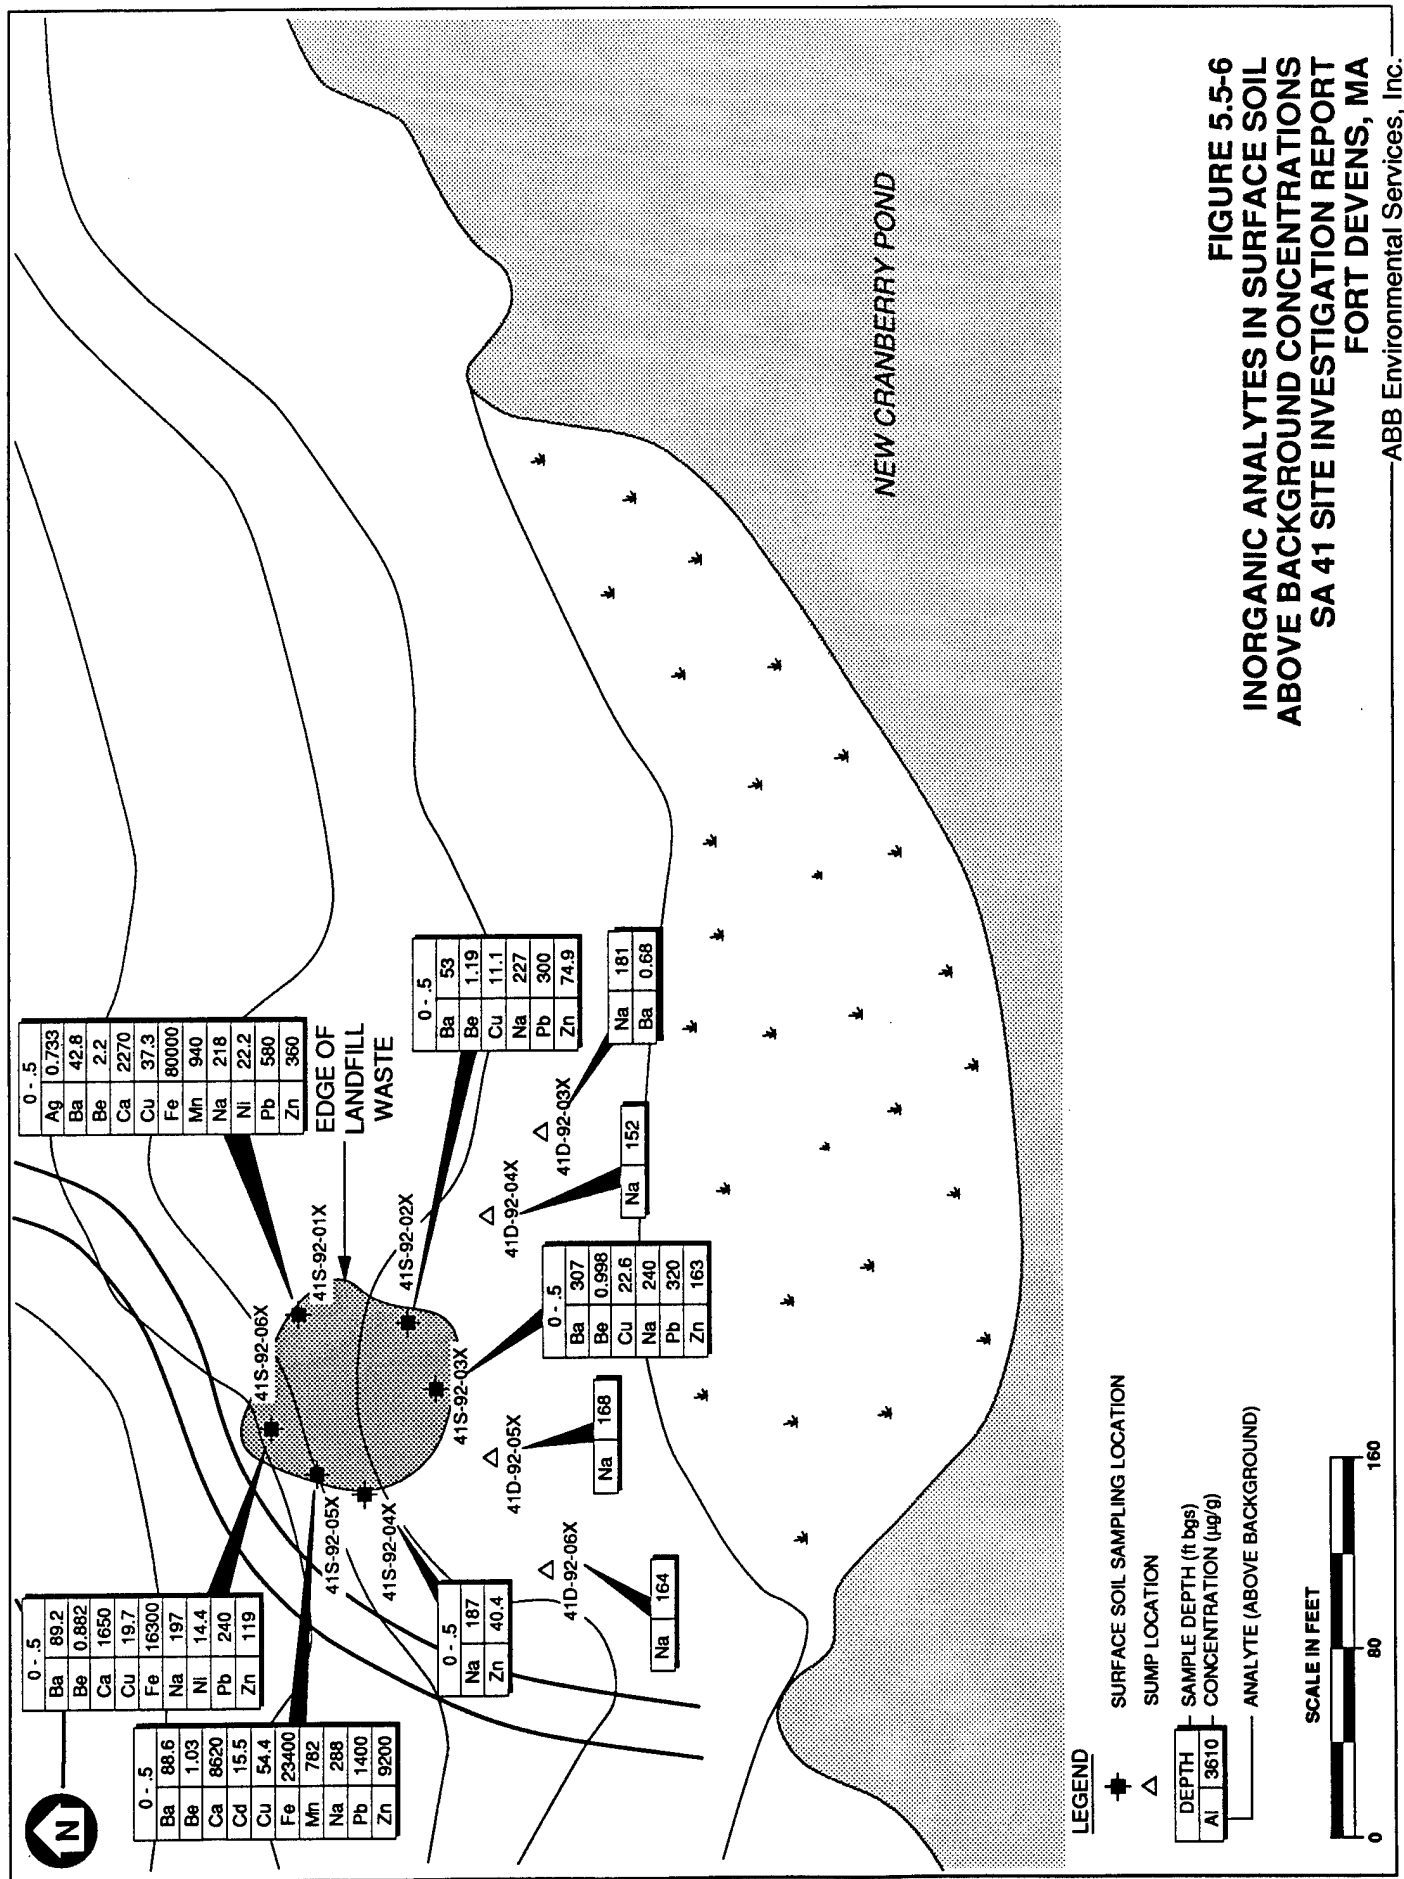 N
0 - .5
Ba 89.2
Be 0.882
Ca 1650
Cu 19.7
Fe 16300
Na 197
Ni 14.4
Pb 240
Zn 119
0 - .5
Ba 88.6
Be 1.03
Ca 8620
Cd 15.5
Cu 54.4
Fe 23400
Mn 782
Na 288
Pb 1400
Zn 9200
0 - .5
Ag 0.733
Ba 42.8
Be 2.2
Ca 2270
Cu 37.3
Fe 80000
Mn 940
Na 218
Ni 22.2
Pb 580
Zn 360
EDGE OF
LANDFILL
WASTE
41S-92-06X
41S-92-01X
41S-92-05X
41S-92-04X
41S-92-02X
41S-92-03X
0 - .5
Na 187
Zn 40.4
0 - .5
Ba 53
Be 1.19
Cu 11.1
Na 227
Pb 300
Zn 74.9
0 - .5
Ba 307
Be 0.998
Cu 22.6
Na 240
Pb 320
Zn 163
41D-92-06X
Na 164
41D-92-05X
Na 168
41D-92-04X
Na 152
41D-92-03X
Na 181
Ba 0.68
NEW CRANBERRY POND
LEGEND
SURFACE SOIL SAMPLING LOCATION
SUMP LOCATION
DEPTH
Al 3610
SAMPLE DEPTH (ft bgs)
CONCENTRATION (µg/g)
ANALYTE (ABOVE BACKGROUND)
SCALE IN FEET
0 80 160
FIGURE 5.5-6
INORGANIC ANALYTES IN SURFACE SOIL
ABOVE BACKGROUND CONCENTRATIONS
SA 41 SITE INVESTIGATION REPORT
FORT DEVENS, MA
ABB Environmental Services, Inc.